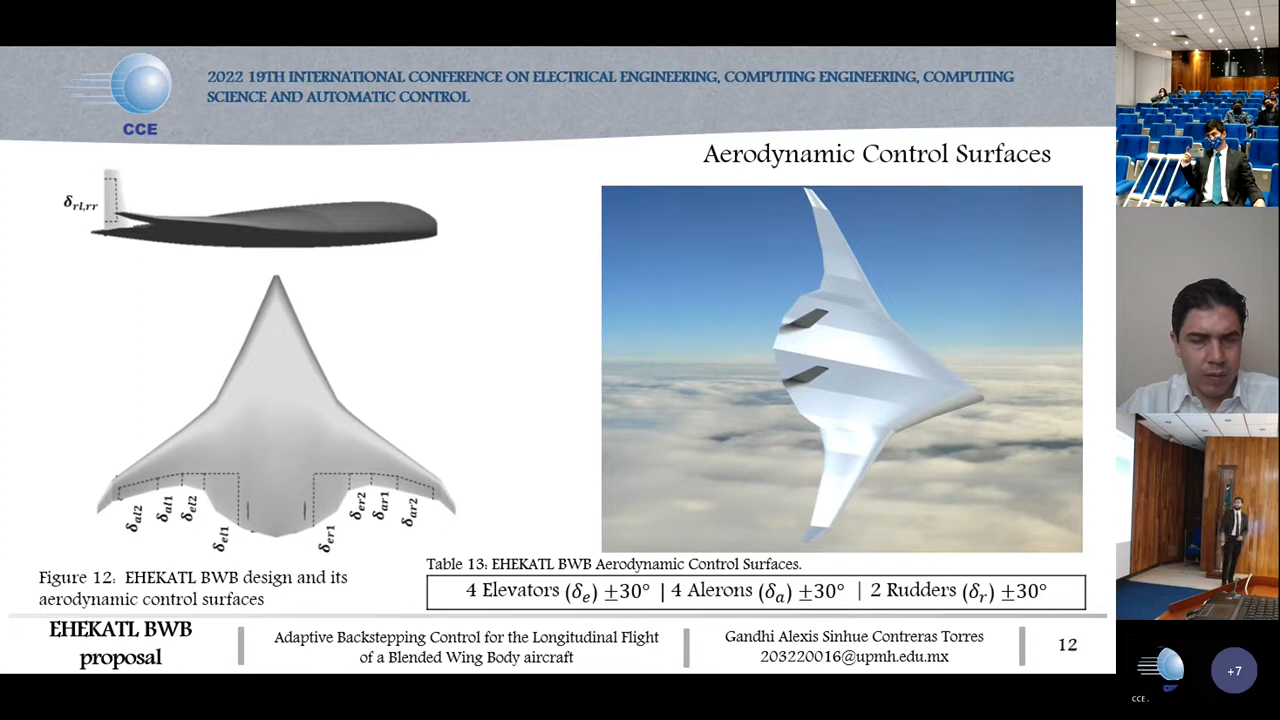 2022 19TH INTERNATIONAL CONFERENCE ON ELECTRICAL ENGINEERING, COMPUTING ENGINEERING, COMPUTING
SCIENCE AND AUTOMATIC CONTROL
CCE
Aerodynamic Control Surfaces
δrl,rr
δal2
δal1
δel2
δel1
δer1
δer2
δar1
δar2
Figure 12: EHEKATL BWB design and its
aerodynamic control surfaces
Table 13: EHEKATL BWB Aerodynamic Control Surfaces.
4 Elevators (δe) ±30° | 4 Alerons (δa) ±30° | 2 Rudders (δr) ±30°
EHEKATL BWB
proposal
Adaptive Backstepping Control for the Longitudinal Flight
of a Blended Wing Body aircraft
Gandhi Alexis Sinhue Contreras Torres
203220016@upmh.edu.mx
12
CCE .
+7